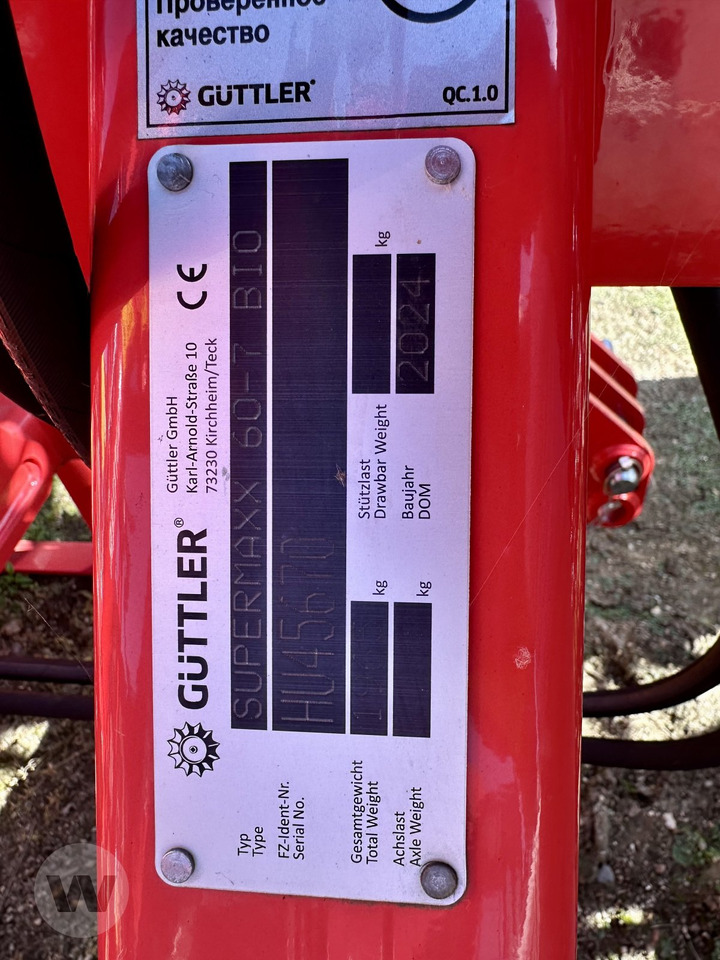 Проверенное
качество
GÜTTLER
QC.1.0
GÜTTLER®
Güttler GmbH
Karl-Arnold-Straße 10
73230 Kirchheim/Teck
CE
Typ
Type
SUPERMAXX 60-7 BIO
FZ-Ident-Nr.
Serial No.
HU45670
Gesamtgewicht
Total Weight
kg
Stützlast
Drawbar Weight
kg
Achslast
Axle Weight
kg
Baujahr
DOM
2024
W